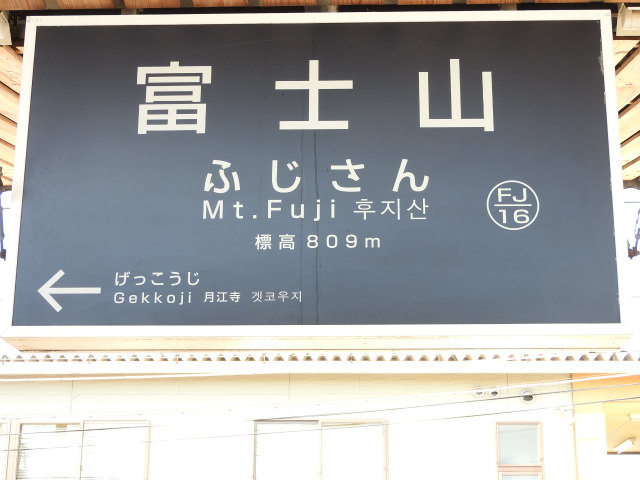 富士山
ふじさん
Mt.Fuji 후지산
FJ
16
標高809m
げっこうじ
Gekkoji 月江寺 겟코우지